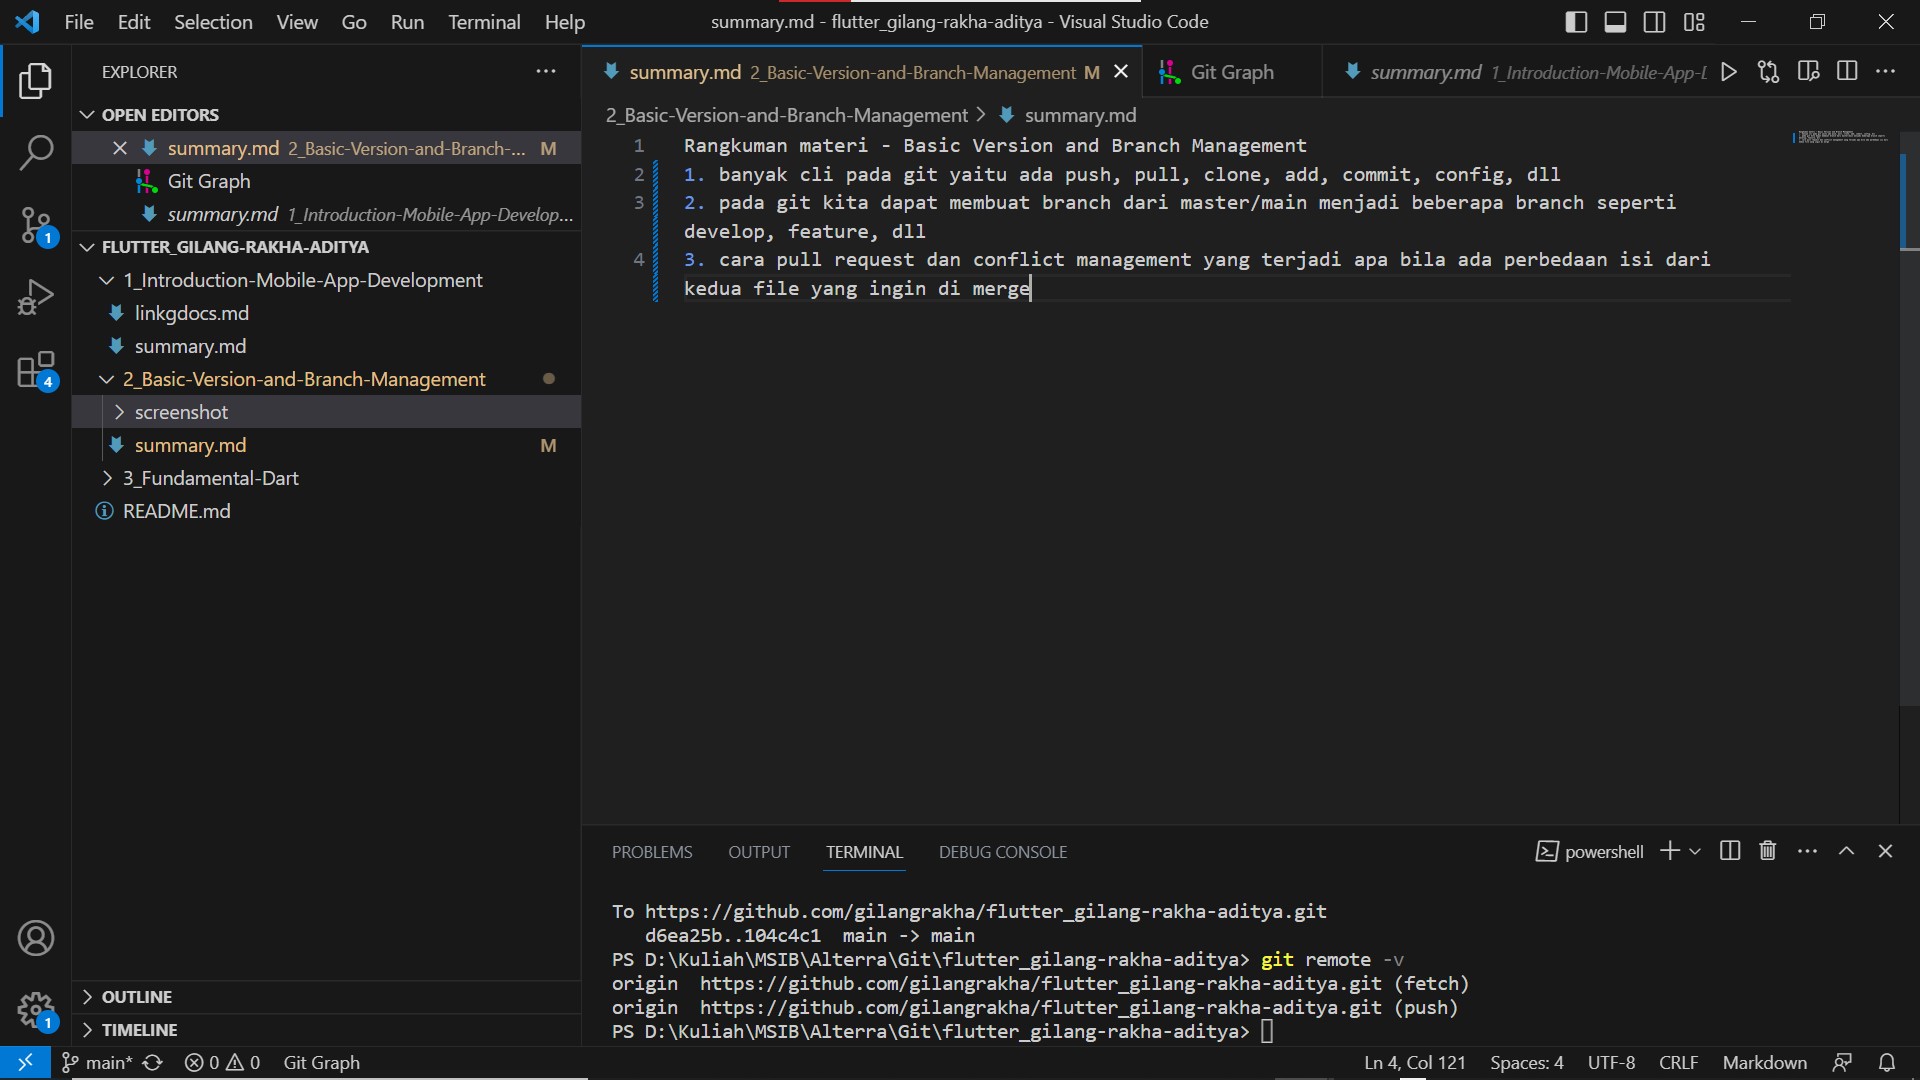 File Edit Selection View Go Run Terminal Help
summary.md - flutter_gilang-rakha-aditya - Visual Studio Code
EXPLORER
OPEN EDITORS
summary.md 2_Basic-Version-and-Branch-... M
Git Graph
summary.md 1_Introduction-Mobile-App-Develop...
FLUTTER_GILANG-RAKHA-ADITYA
1_Introduction-Mobile-App-Development
linkgdocs.md
summary.md
2_Basic-Version-and-Branch-Management
screenshot
summary.md M
3_Fundamental-Dart
README.md
OUTLINE
TIMELINE
1
4
1
summary.md 2_Basic-Version-and-Branch-Management M
Git Graph
summary.md 1_Introduction-Mobile-App-D
2_Basic-Version-and-Branch-Management > summary.md
1 Rangkuman materi - Basic Version and Branch Management
2 1. banyak cli pada git yaitu ada push, pull, clone, add, commit, config, dll
3 2. pada git kita dapat membuat branch dari master/main menjadi beberapa branch seperti
develop, feature, dll
4 3. cara pull request dan conflict management yang terjadi apa bila ada perbedaan isi dari
kedua file yang ingin di merge
PROBLEMS OUTPUT TERMINAL DEBUG CONSOLE
powershell
To https://github.com/gilangrakha/flutter_gilang-rakha-aditya.git
d6ea25b..104c4c1 main -> main
PS D:\Kuliah\MSIB\Alterra\Git\flutter_gilang-rakha-aditya> git remote -v
origin https://github.com/gilangrakha/flutter_gilang-rakha-aditya.git (fetch)
origin https://github.com/gilangrakha/flutter_gilang-rakha-aditya.git (push)
PS D:\Kuliah\MSIB\Alterra\Git\flutter_gilang-rakha-aditya>
main* 0 0 Git Graph
Ln 4, Col 121 Spaces: 4 UTF-8 CRLF Markdown